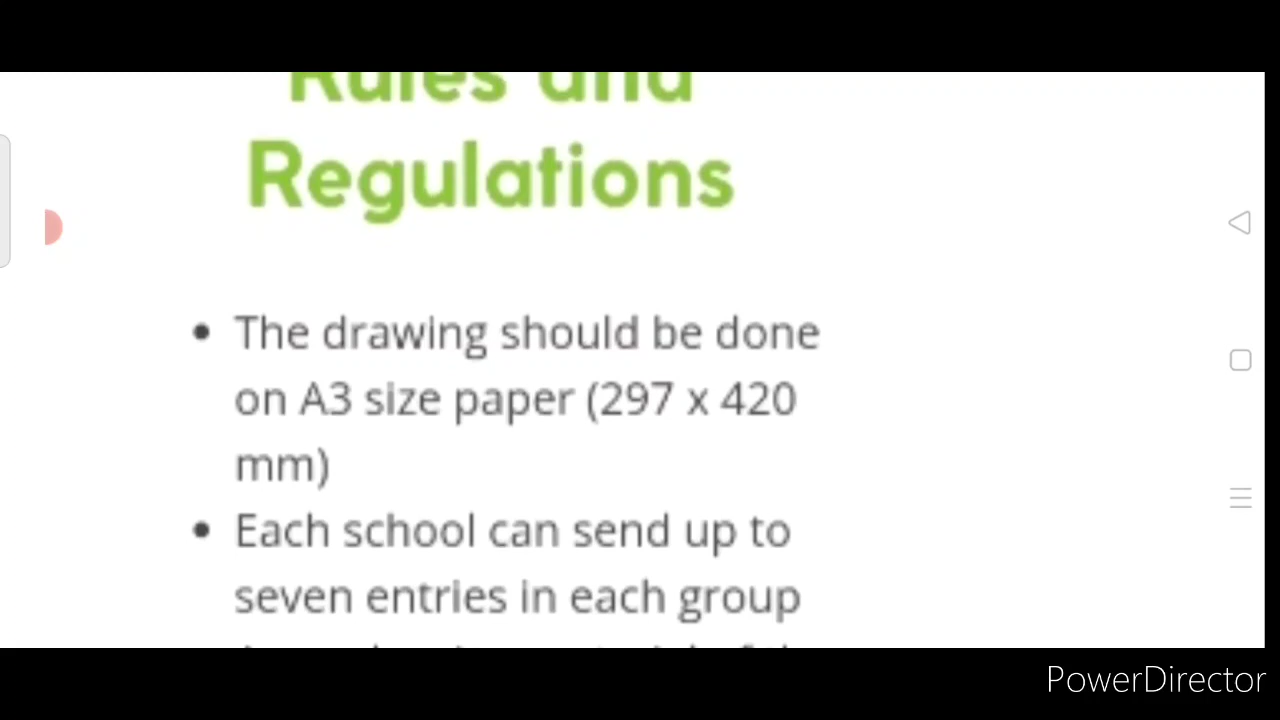 Rules and
Regulations
• The drawing should be done
on A3 size paper (297 x 420
mm)
• Each school can send up to
seven entries in each group
PowerDirector